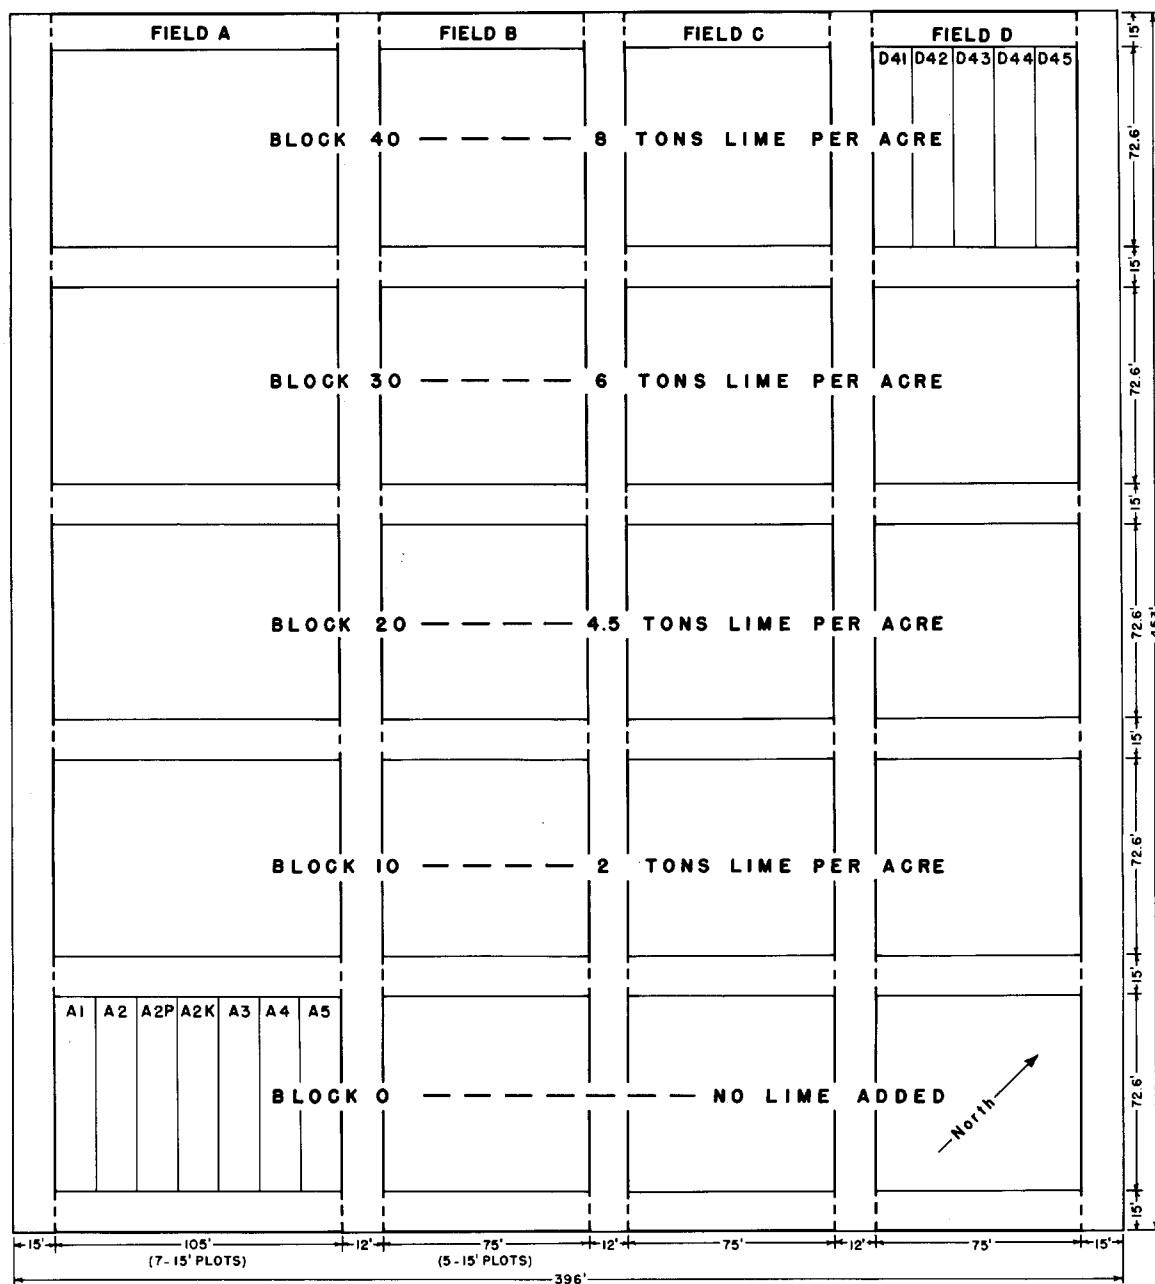 FIELD A FIELD B FIELD C FIELD D
D41 D42 D43 D44 D45
BLOCK 40 — — — — — 8 TONS LIME PER ACRE
BLOCK 30 — — — — — 6 TONS LIME PER ACRE
BLOCK 20 — — — — — 4.5 TONS LIME PER ACRE
BLOCK 10 — — — — — 2 TONS LIME PER ACRE
A1 A2 A2P A2K A3 A4 A5
BLOCK 0 — — — — — — — NO LIME ADDED
North
15'
72.6'
15'
72.6'
15'
72.6'
15'
72.6'
15'
72.6'
15'
453'
15' 105' 12' 75' 12' 75' 12' 75' 15'
(7-15' PLOTS) (5-15' PLOTS)
396'